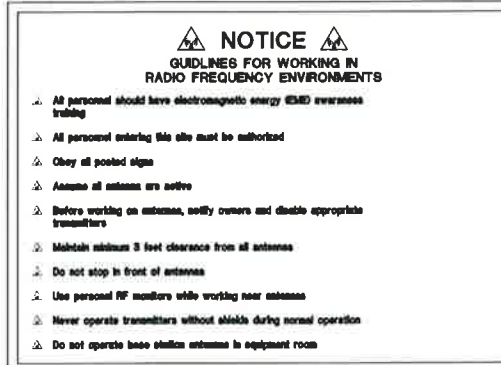 NOTICE
GUIDLINES FOR WORKING IN
RADIO FREQUENCY ENVIRONMENTS
All personnel should have electromagnetic energy (EME) awareness
training
All personnel entering this site must be authorized
Obey all posted signs
Assume all antenna are active
Before working on antennas, notify owners and disable appropriate
transmitters
Maintain minimum 3 feet clearance from all antennas
Do not stop in front of antennas
Use personal RF monitors while working near antennas
Never operate transmitters without shields during normal operation
Do not operate base station antennas in equipment room